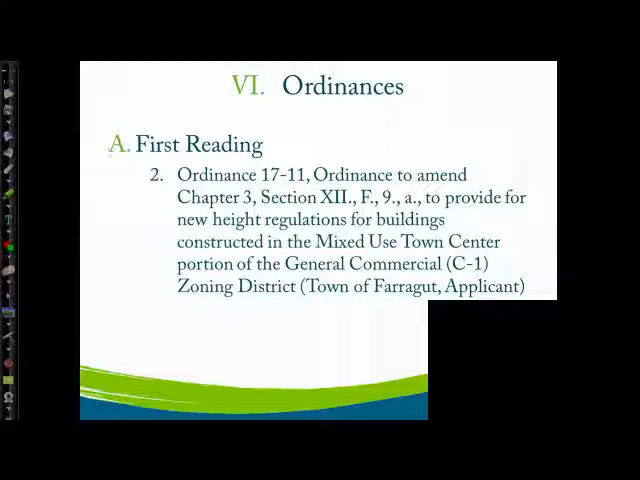 VI. Ordinances
A. First Reading
2. Ordinance 17-11, Ordinance to amend
Chapter 3, Section XII., F., 9., a., to provide for
new height regulations for buildings
constructed in the Mixed Use Town Center
portion of the General Commercial (C-1)
Zoning District (Town of Farragut, Applicant)